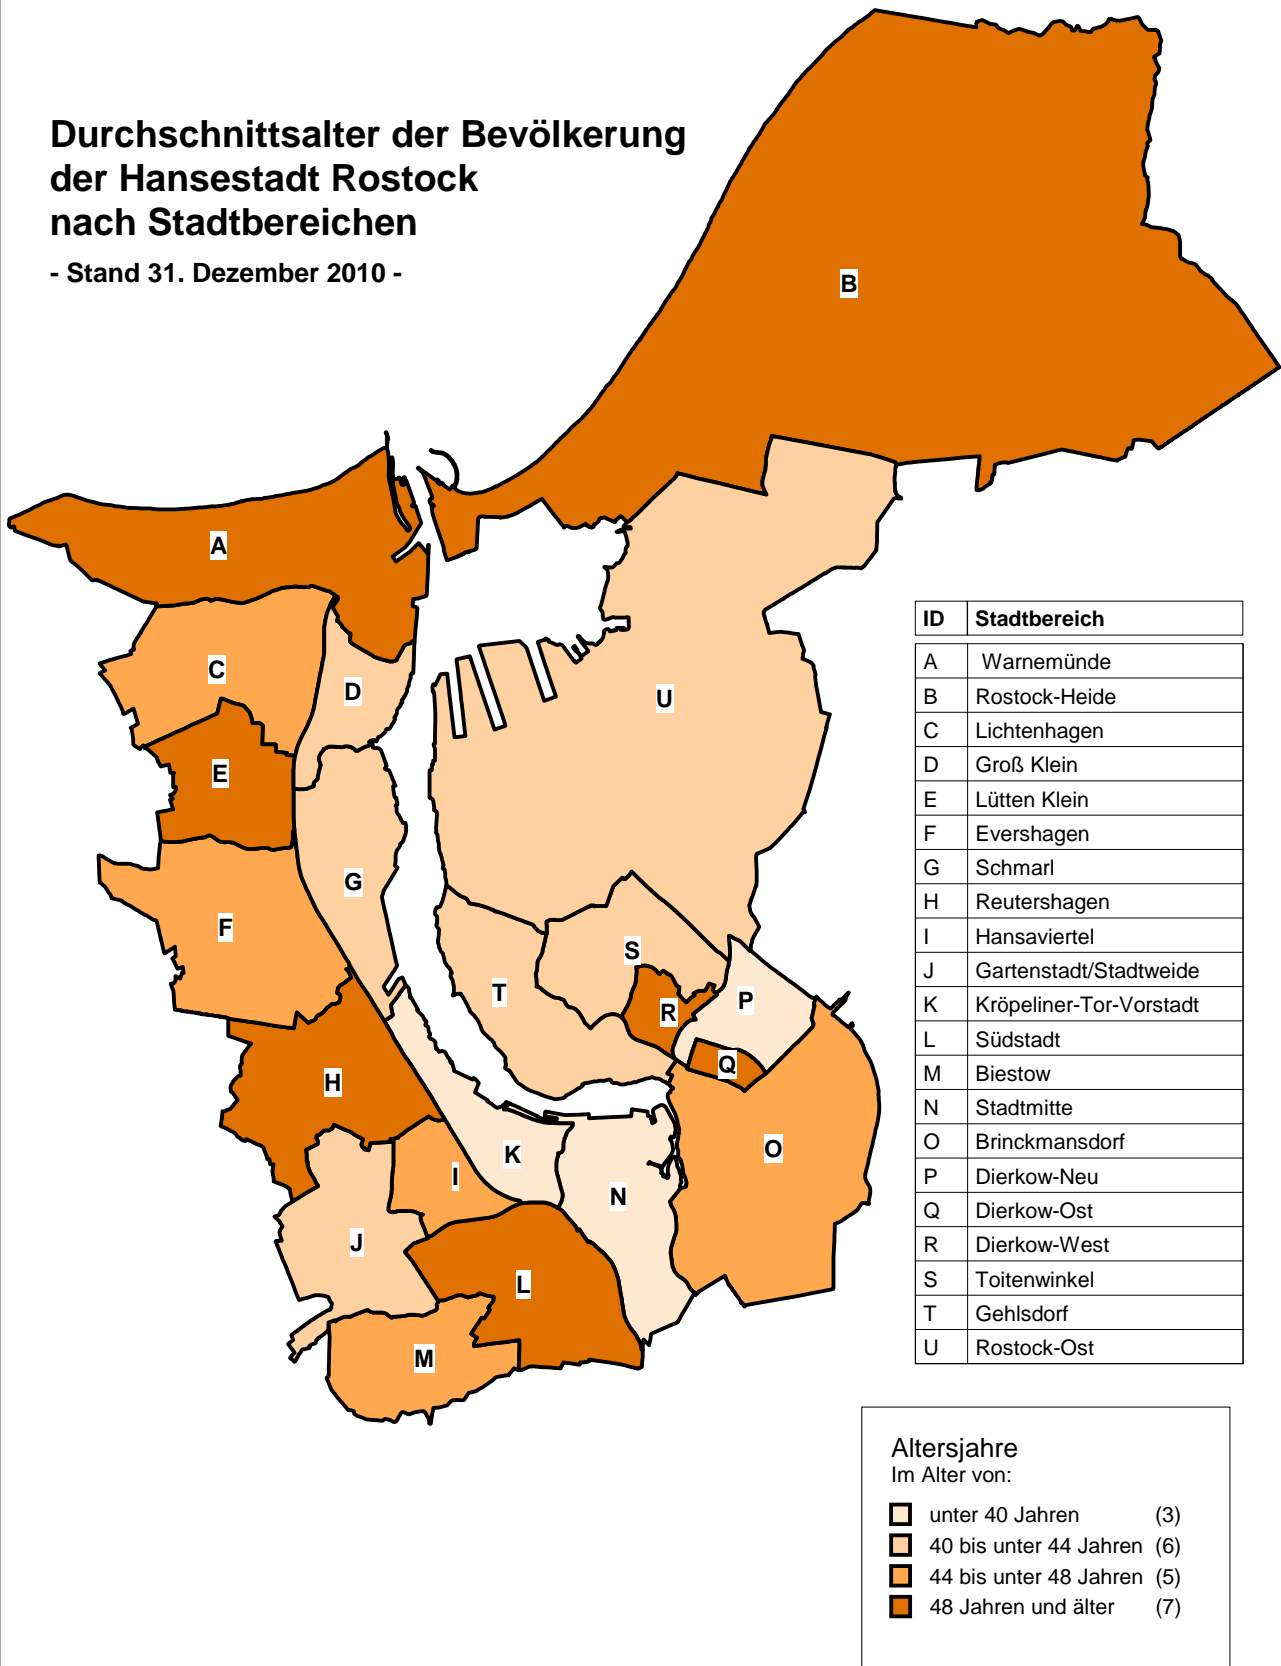 Durchschnittsalter der Bevölkerung
der Hansestadt Rostock
nach Stadtbereichen
- Stand 31. Dezember 2010 -
B
A
C
D
U
E
G
F
S
T
R
P
Q
H
K
O
I
N
J
L
M
ID Stadtbereich
A Warnemünde
B Rostock-Heide
C Lichtenhagen
D Groß Klein
E Lütten Klein
F Evershagen
G Schmarl
H Reutershagen
I Hansaviertel
J Gartenstadt/Stadtweide
K Kröpeliner-Tor-Vorstadt
L Südstadt
M Biestow
N Stadtmitte
O Brinckmansdorf
P Dierkow-Neu
Q Dierkow-Ost
R Dierkow-West
S Toitenwinkel
T Gehlsdorf
U Rostock-Ost
Altersjahre
Im Alter von:
unter 40 Jahren (3)
40 bis unter 44 Jahren (6)
44 bis unter 48 Jahren (5)
48 Jahren und älter (7)